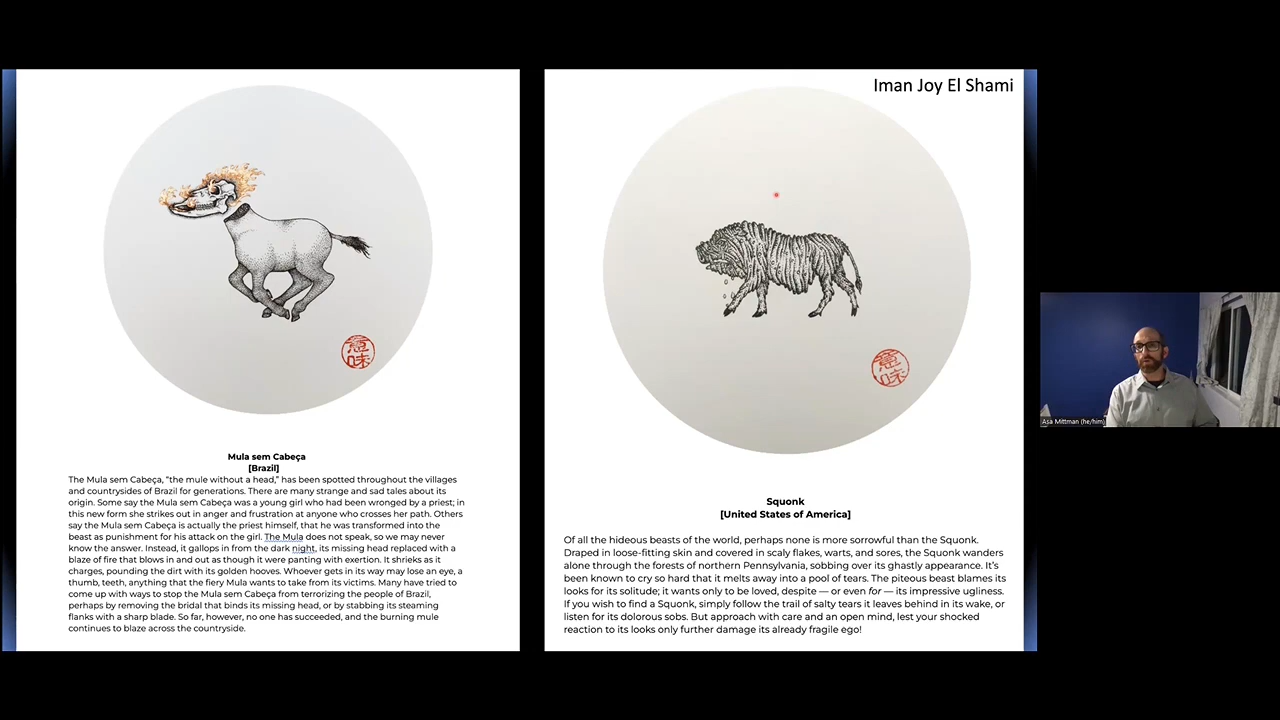 Mula sem Cabeça
[Brazil]
The Mula sem Cabeça, “the mule without a head,” has been spotted throughout the villages
and countrysides of Brazil for generations. There are many strange and sad tales about its
origin. Some say the Mula sem Cabeça was a young girl who had been wronged by a priest; in
this new form she strikes out in anger and frustration at anyone who crosses her path. Others
say the Mula sem Cabeça is actually the priest himself, that he was transformed into the
beast as punishment for his attack on the girl. The Mula does not speak, so we may never
know the answer. Instead, it gallops in from the dark night, its missing head replaced with a
blaze of fire that blows in and out as though it were panting with exertion. It shrieks as it
charges, pounding the dirt with its golden hooves. Whoever gets in its way may lose an eye, a
thumb, teeth, anything that the fiery Mula wants to take from its victims. Many have tried to
come up with ways to stop the Mula sem Cabeça from terrorizing the people of Brazil,
perhaps by removing the bridal that binds its missing head, or by stabbing its steaming
flanks with a sharp blade. So far, however, no one has succeeded, and the burning mule
continues to blaze across the countryside.
意味
Iman Joy El Shami
意味
Squonk
[United States of America]
Of all the hideous beasts of the world, perhaps none is more sorrowful than the Squonk.
Draped in loose-fitting skin and covered in scaly flakes, warts, and sores, the Squonk wanders
alone through the forests of northern Pennsylvania, sobbing over its ghastly appearance. It’s
been known to cry so hard that it melts away into a pool of tears. The piteous beast blames its
looks for its solitude; it wants only to be loved, despite — or even for — its impressive ugliness.
If you wish to find a Squonk, simply follow the trail of salty tears it leaves behind in its wake, or
listen for its dolorous sobs. But approach with care and an open mind, lest your shocked
reaction to its looks only further damage its already fragile ego!
Asa Mittman (he/him)